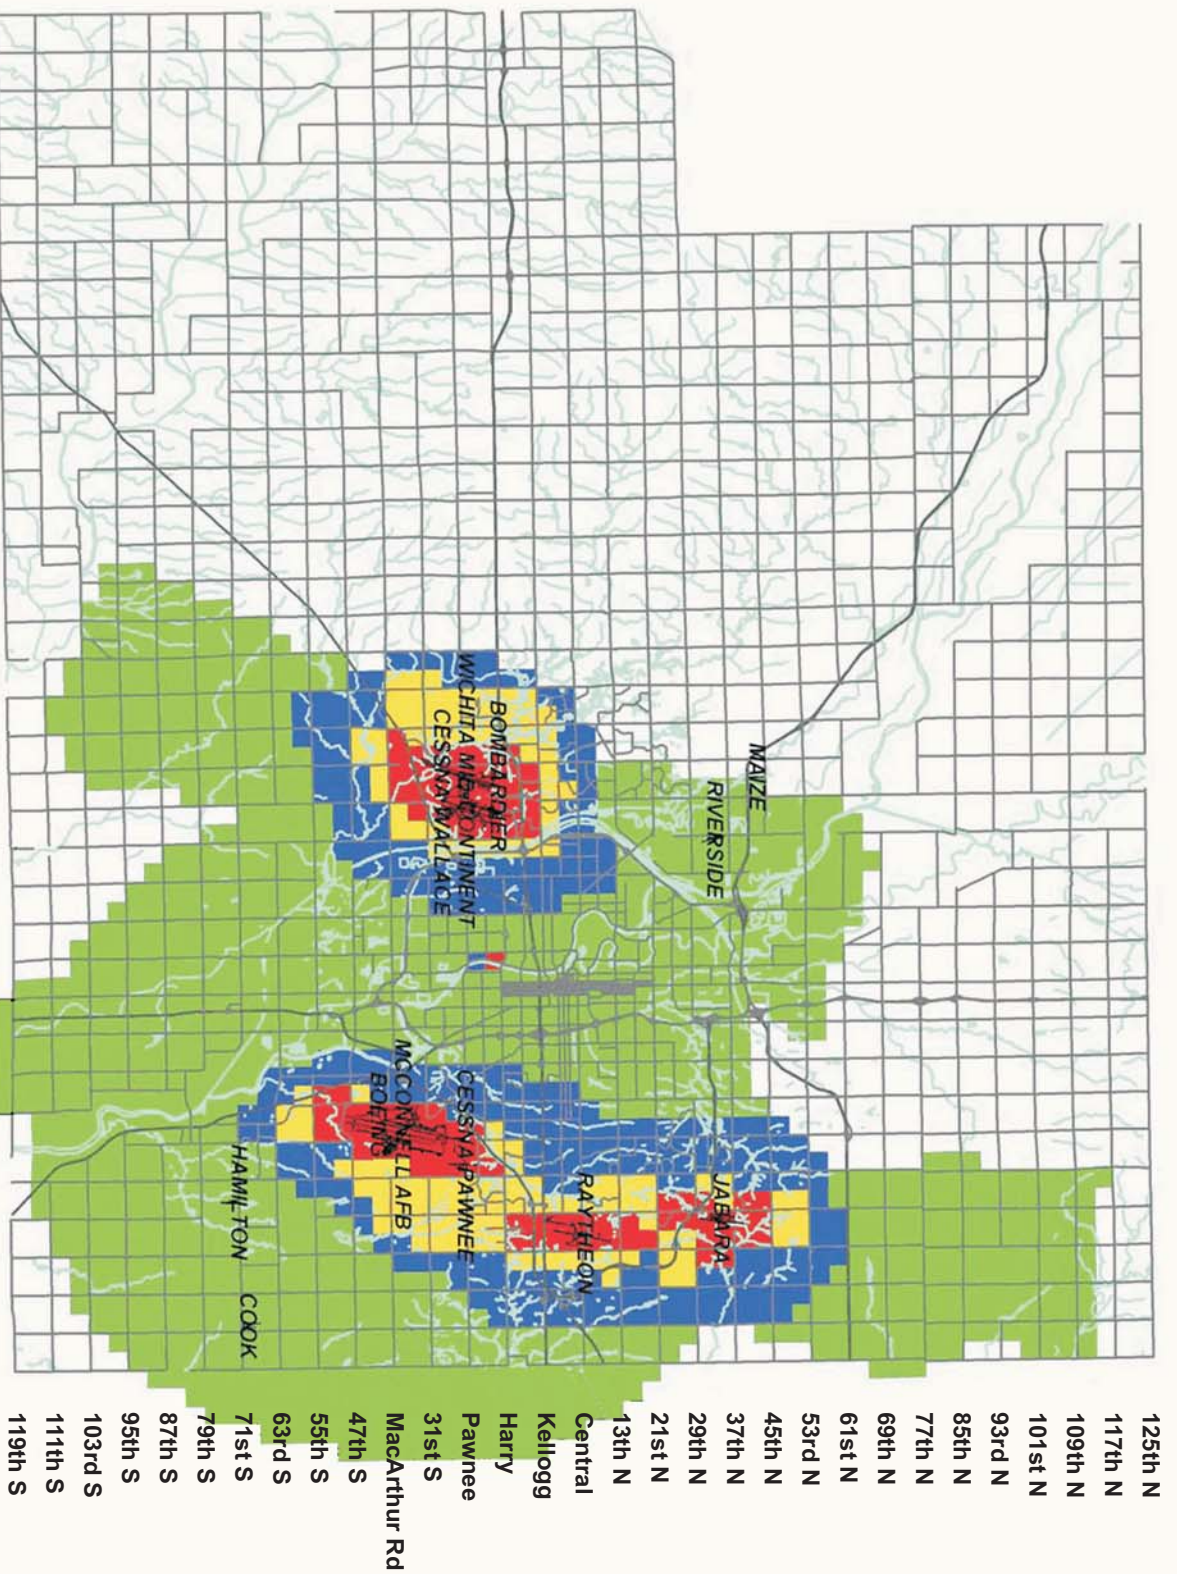 MAIZE
RIVERSIDE
BOMBARDIER
WICHITA MID-CONTINENT
CESSNA WALLACE
CESSNA PAWNEE
MCCONNELL AFB
BOEING
JABARA
RAYTHEON
HAMILTON
COOK
125th N
117th N
109th N
101st N
93rd N
85th N
77th N
69th N
61st N
53rd N
45th N
37th N
29th N
21st N
13th N
Central
Kellogg
Harry
Pawnee
31st S
MacArthur Rd
47th S
55th S
63rd S
71st S
79th S
87th S
95th S
103rd S
111th S
119th S